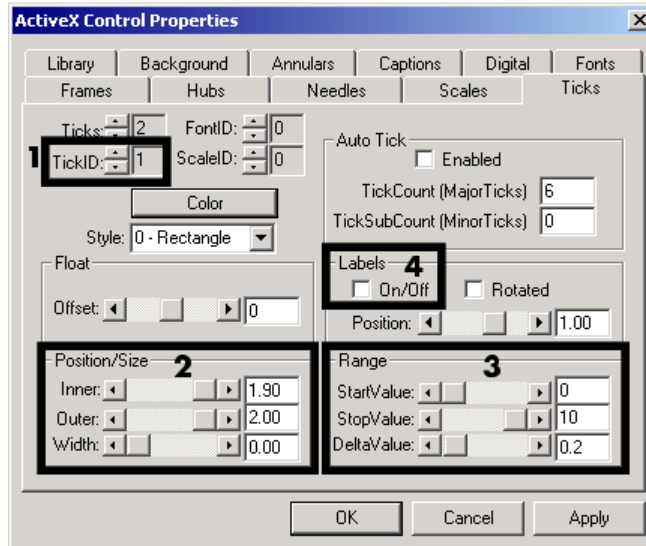 ActiveX Control Properties
Library Background Annulars Captions Digital Fonts
Frames Hubs Needles Scales Ticks
Ticks: 2 FontID: 0
1 TickID: 1 ScaleID: 0
Color
Style: 0 - Rectangle
Auto Tick
Enabled
TickCount (MajorTicks) 6
TickSubCount (MinorTicks) 0
Float
Offset: 0
Labels 4
On/Off Rotated
Position: 1.00
Position/Size 2
Inner: 1.90
Outer: 2.00
Width: 0.00
Range 3
StartValue: 0
StopValue: 10
DeltaValue: 0.2
OK Cancel Apply